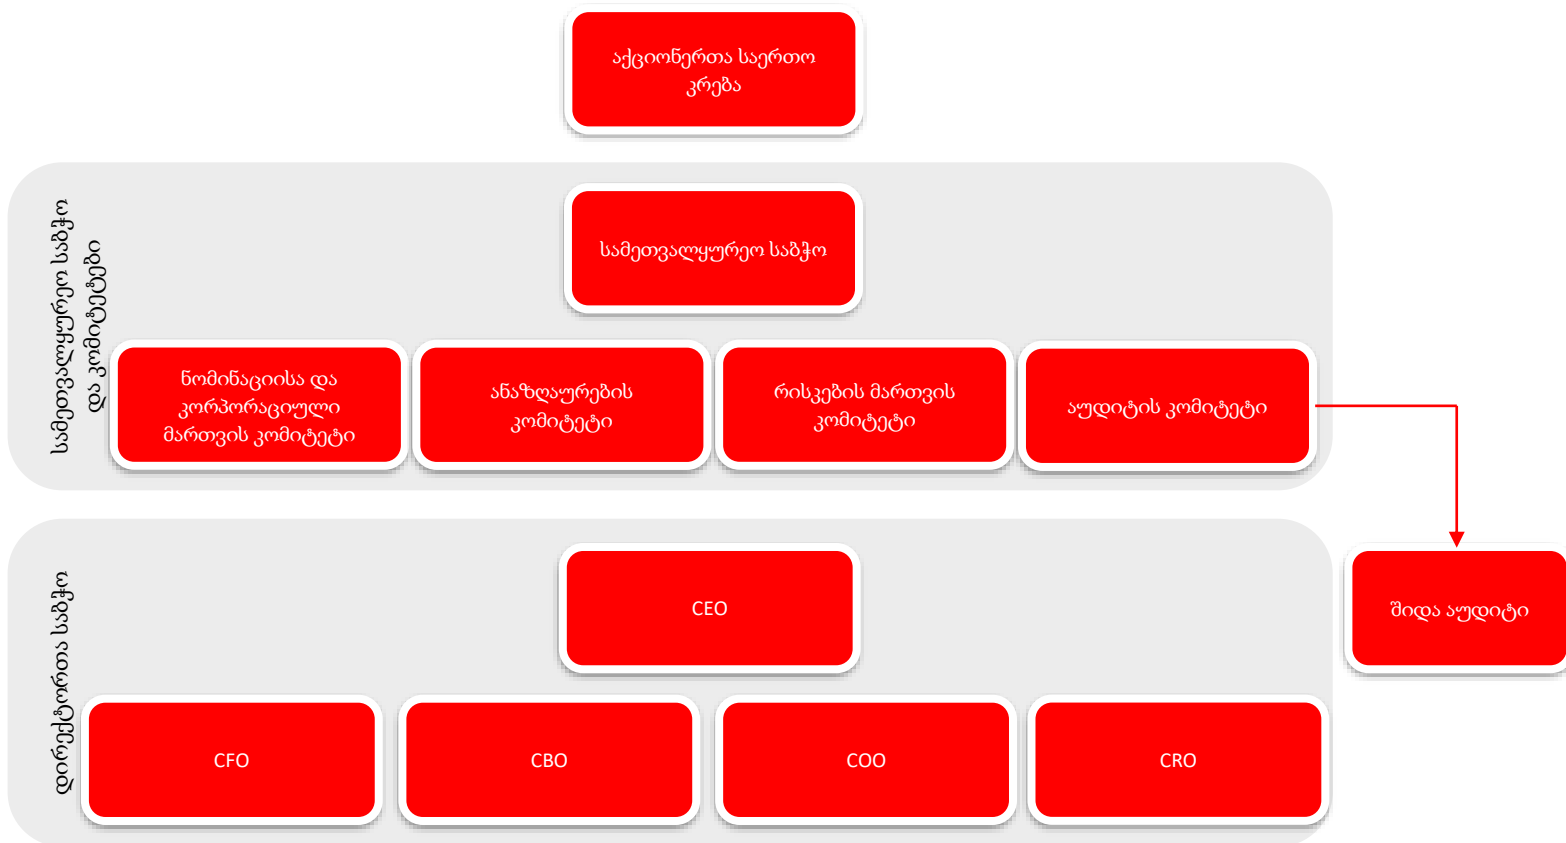 აქციონერთა საერთო
კრება
სამეთვალყურეო საბჭო
და კომიტეტები
სამეთვალყურეო საბჭო
ნომინაციისა და
კორპორაციული
მართვის კომიტეტი
ანაზღაურების
კომიტეტი
რისკების მართვის
კომიტეტი
აუდიტის კომიტეტი
დირექტორთა საბჭო
CEO
შიდა აუდიტი
CFO
CBO
COO
CRO